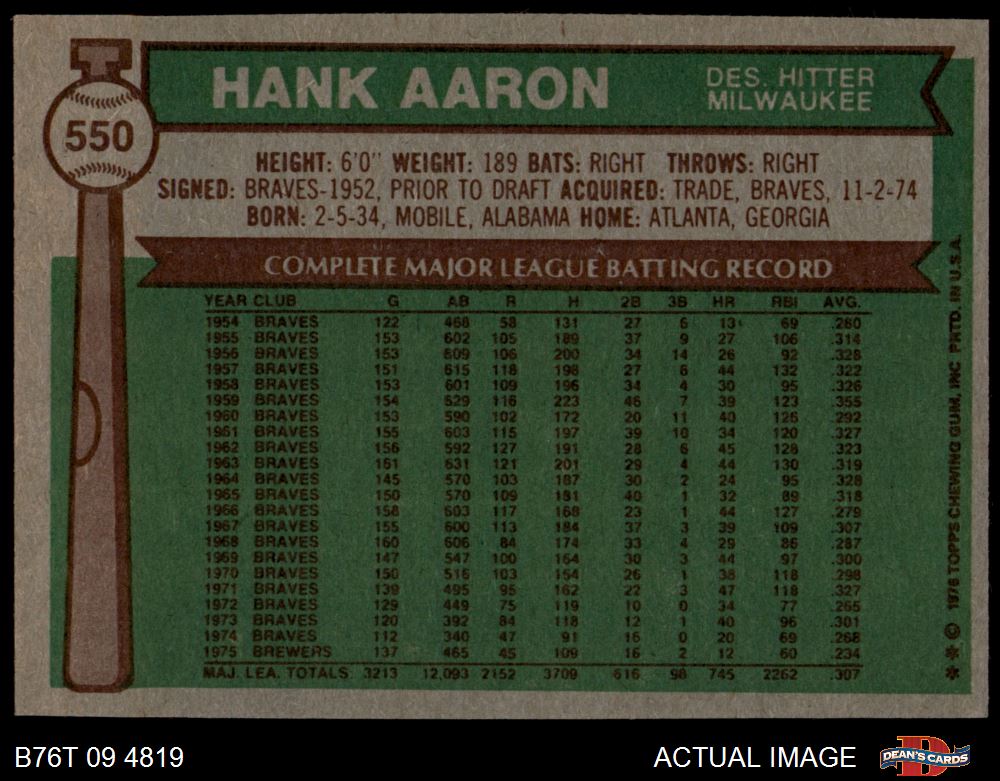 HANK AARON
DES. HITTER
MILWAUKEE
550
HEIGHT: 6'0" WEIGHT: 189 BATS: RIGHT THROWS: RIGHT
SIGNED: BRAVES-1952, PRIOR TO DRAFT ACQUIRED: TRADE, BRAVES, 11-2-74
BORN: 2-5-34, MOBILE, ALABAMA HOME: ATLANTA, GEORGIA
COMPLETE MAJOR LEAGUE BATTING RECORD
YEAR CLUB G AB R H 2B 3B HR RBI AVG.
1954 BRAVES 122 468 58 131 27 6 13 69 .280
1955 BRAVES 153 602 105 189 37 9 27 106 .314
1956 BRAVES 153 609 106 200 34 14 26 92 .328
1957 BRAVES 151 615 118 198 27 6 44 132 .322
1958 BRAVES 153 601 109 196 34 4 30 95 .326
1959 BRAVES 154 629 116 223 46 7 39 123 .355
1960 BRAVES 153 590 102 172 20 11 40 126 .292
1961 BRAVES 155 603 115 197 39 10 34 120 .327
1962 BRAVES 156 592 127 191 28 6 45 128 .323
1963 BRAVES 161 631 121 201 29 4 44 130 .319
1964 BRAVES 145 570 103 187 30 2 24 95 .328
1965 BRAVES 150 570 109 181 40 1 32 89 .318
1966 BRAVES 158 603 117 168 23 1 44 127 .279
1967 BRAVES 155 600 113 184 37 3 39 109 .307
1968 BRAVES 160 606 84 174 33 4 29 86 .287
1969 BRAVES 147 547 100 164 30 3 44 97 .300
1970 BRAVES 150 516 103 154 26 1 38 118 .298
1971 BRAVES 139 495 95 162 22 3 47 118 .327
1972 BRAVES 129 449 75 119 10 0 34 77 .265
1973 BRAVES 120 392 84 118 12 1 40 96 .301
1974 BRAVES 112 340 47 91 16 0 20 69 .268
1975 BREWERS 137 465 45 109 16 2 12 60 .234
MAJ. LEA. TOTALS 3213 12,093 2152 3709 616 98 745 2262 .307
** © 1976 TOPPS CHEWING GUM, INC PRTD. IN U.S.A.
B76T 09 4819
ACTUAL IMAGE
DEAN'S CARDS